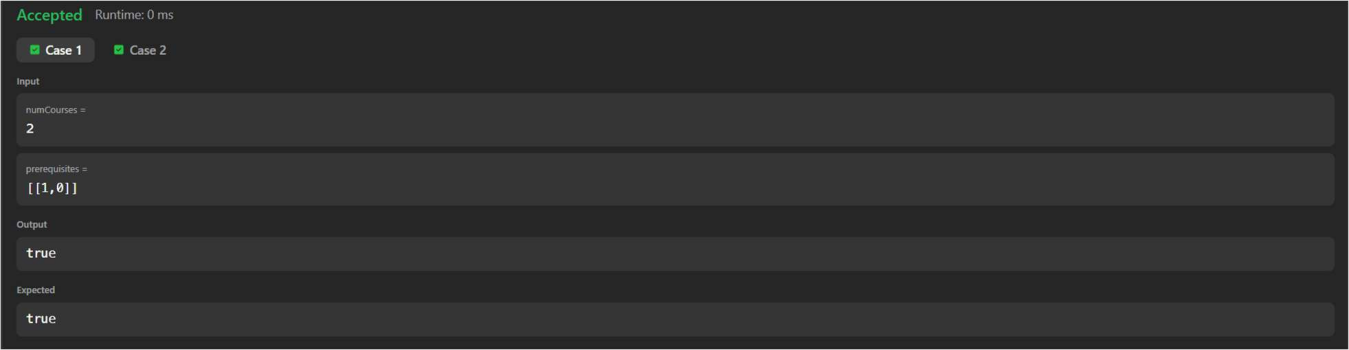 Accepted Runtime: 0 ms
Case 1 Case 2
Input
numCourses =
2
prerequisites =
[[1,0]]
Output
true
Expected
true